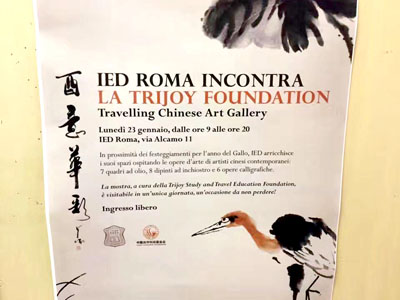 酉意華彩
IED ROMA INCONTRA
LA TRIJOY FOUNDATION
Travelling Chinese Art Gallery
Lunedì 23 gennaio, dalle ore 9 alle ore 20
IED Roma, via Alcamo 11
In prossimità dei festeggiamenti per l'anno del Gallo, IED arricchisce
i suoi spazi ospitando le opere d'arte di artisti cinesi contemporanei:
7 quadri ad olio, 8 dipinti ad inchiostro e 6 opere calligrafiche.
La mostra, a cura della Trijoy Study and Travel Education Foundation,
è visitabile in un'unica giornata, un'occasione da non perdere!
Ingresso libero